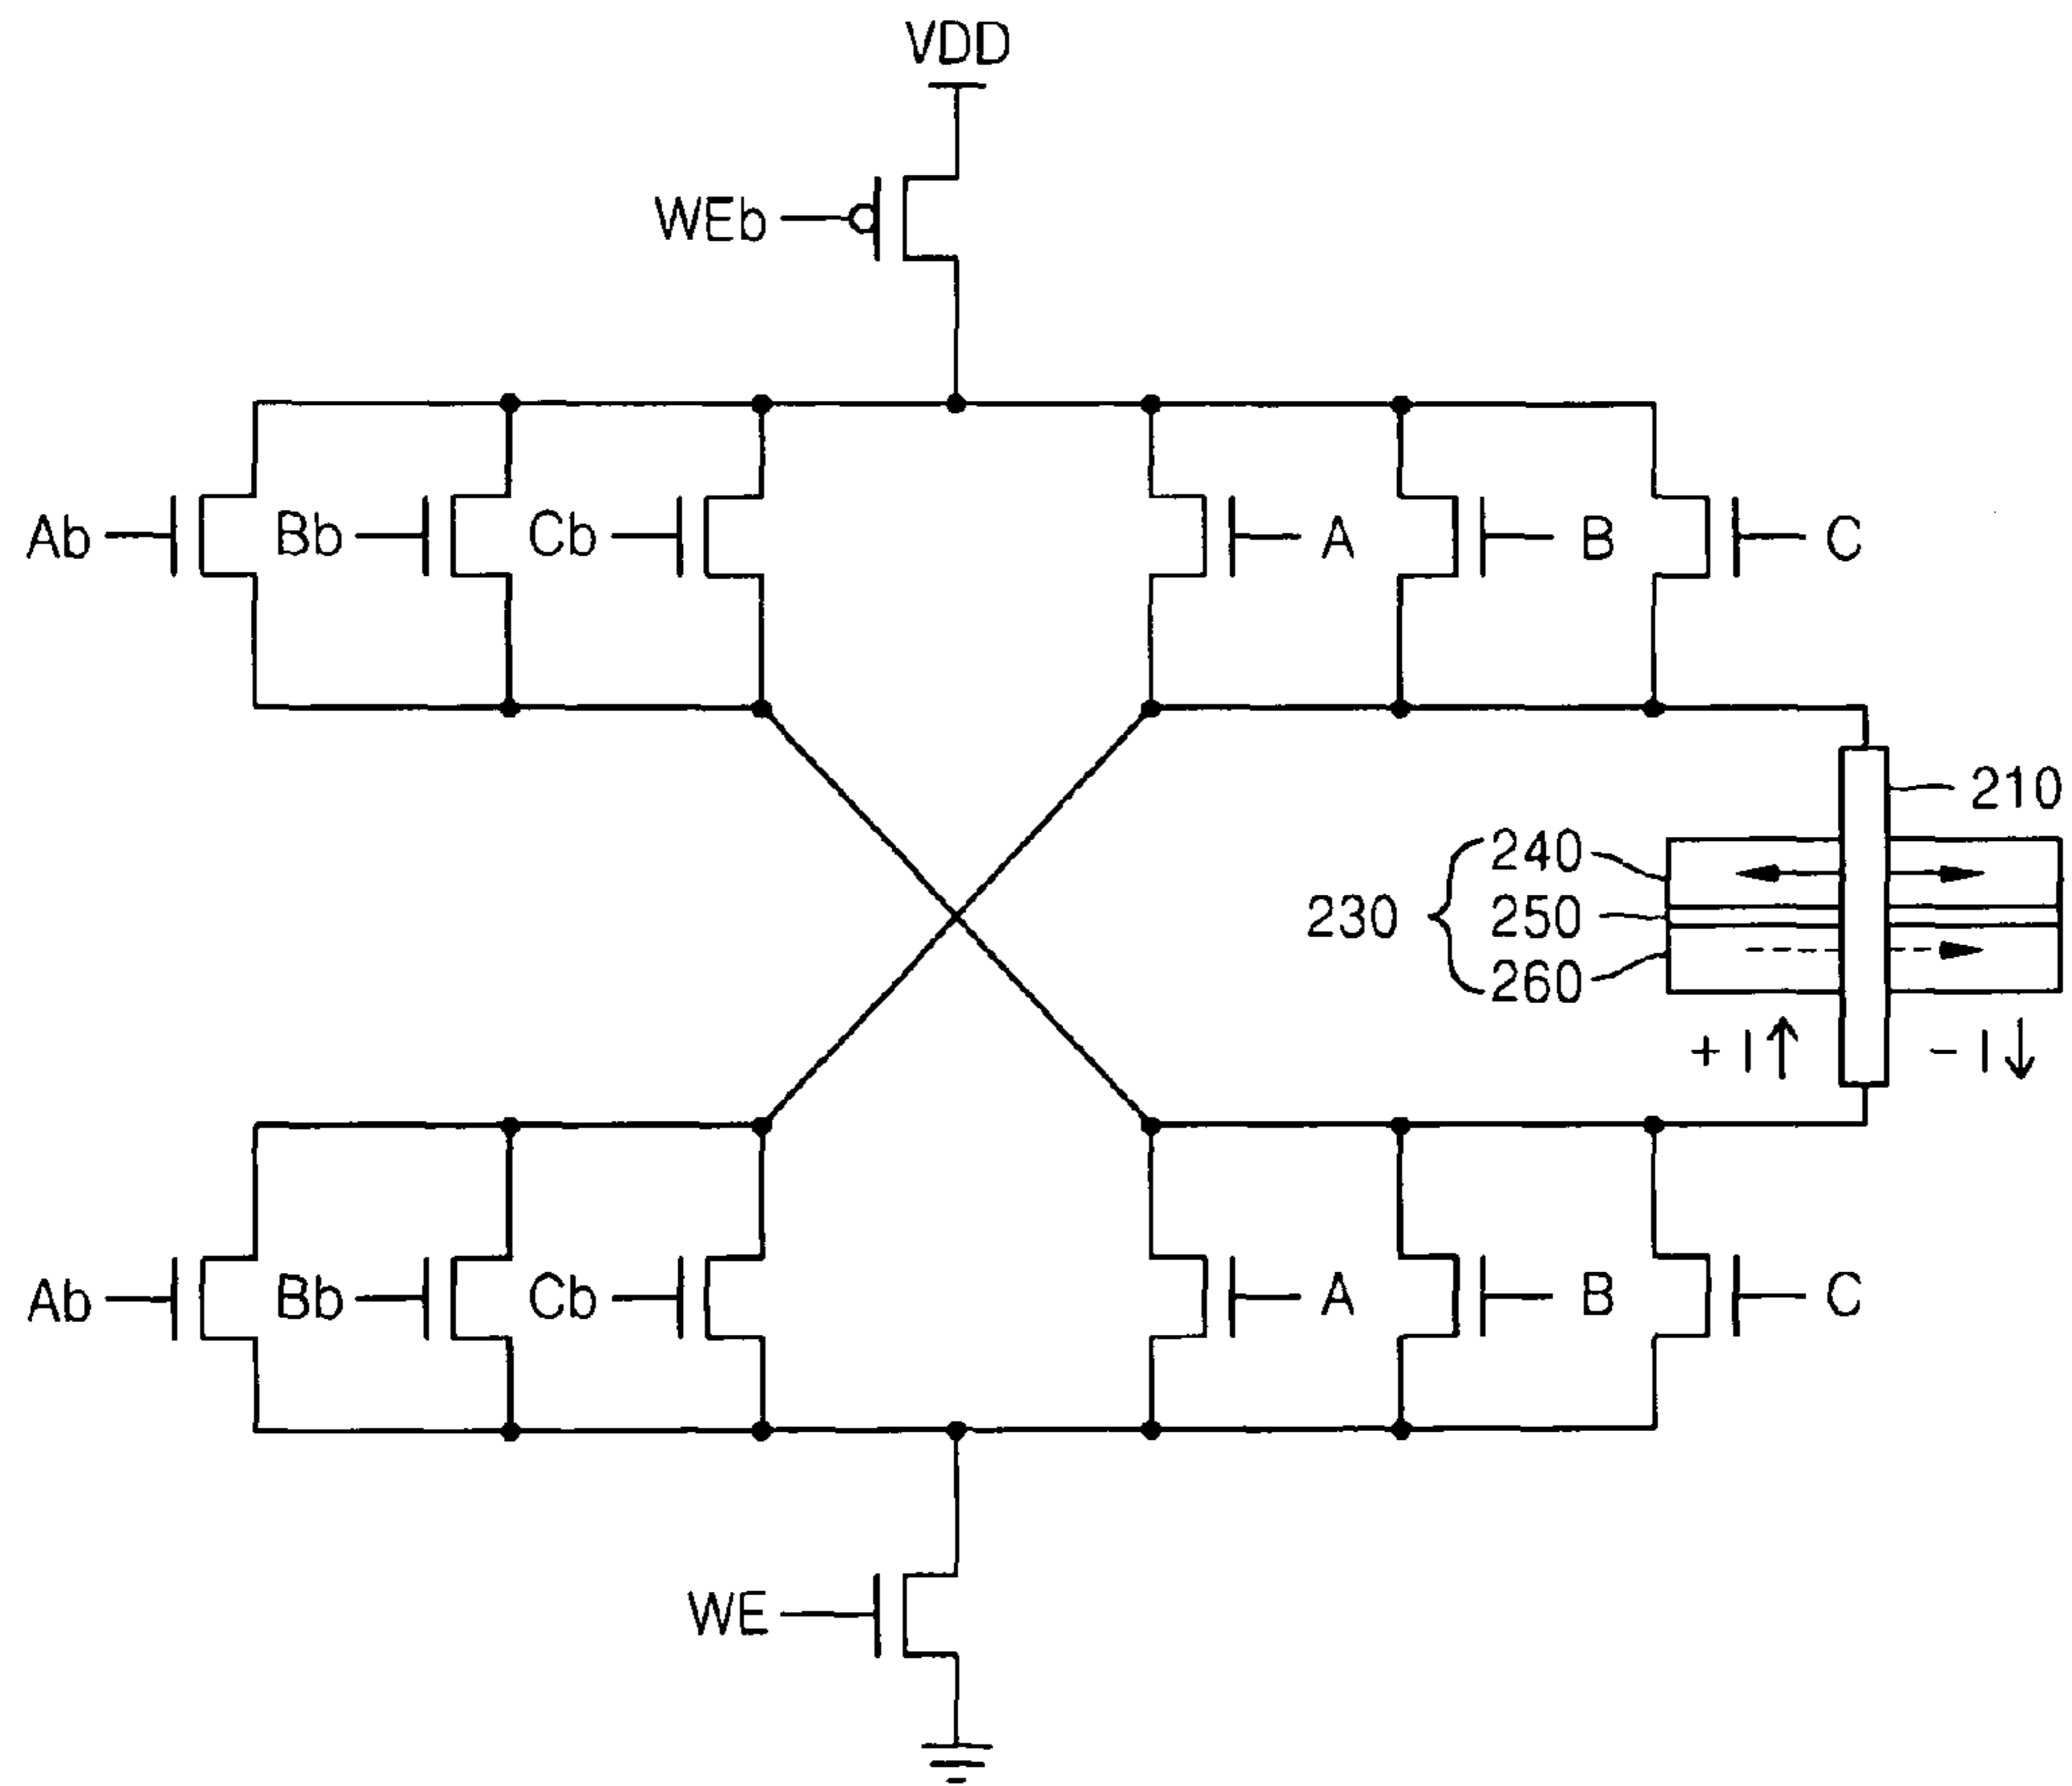 VDD
WEb
Ab Bb Cb A B C
210
240
230 250
260
+I↑ -I↓
Ab Bb Cb A B C
WE